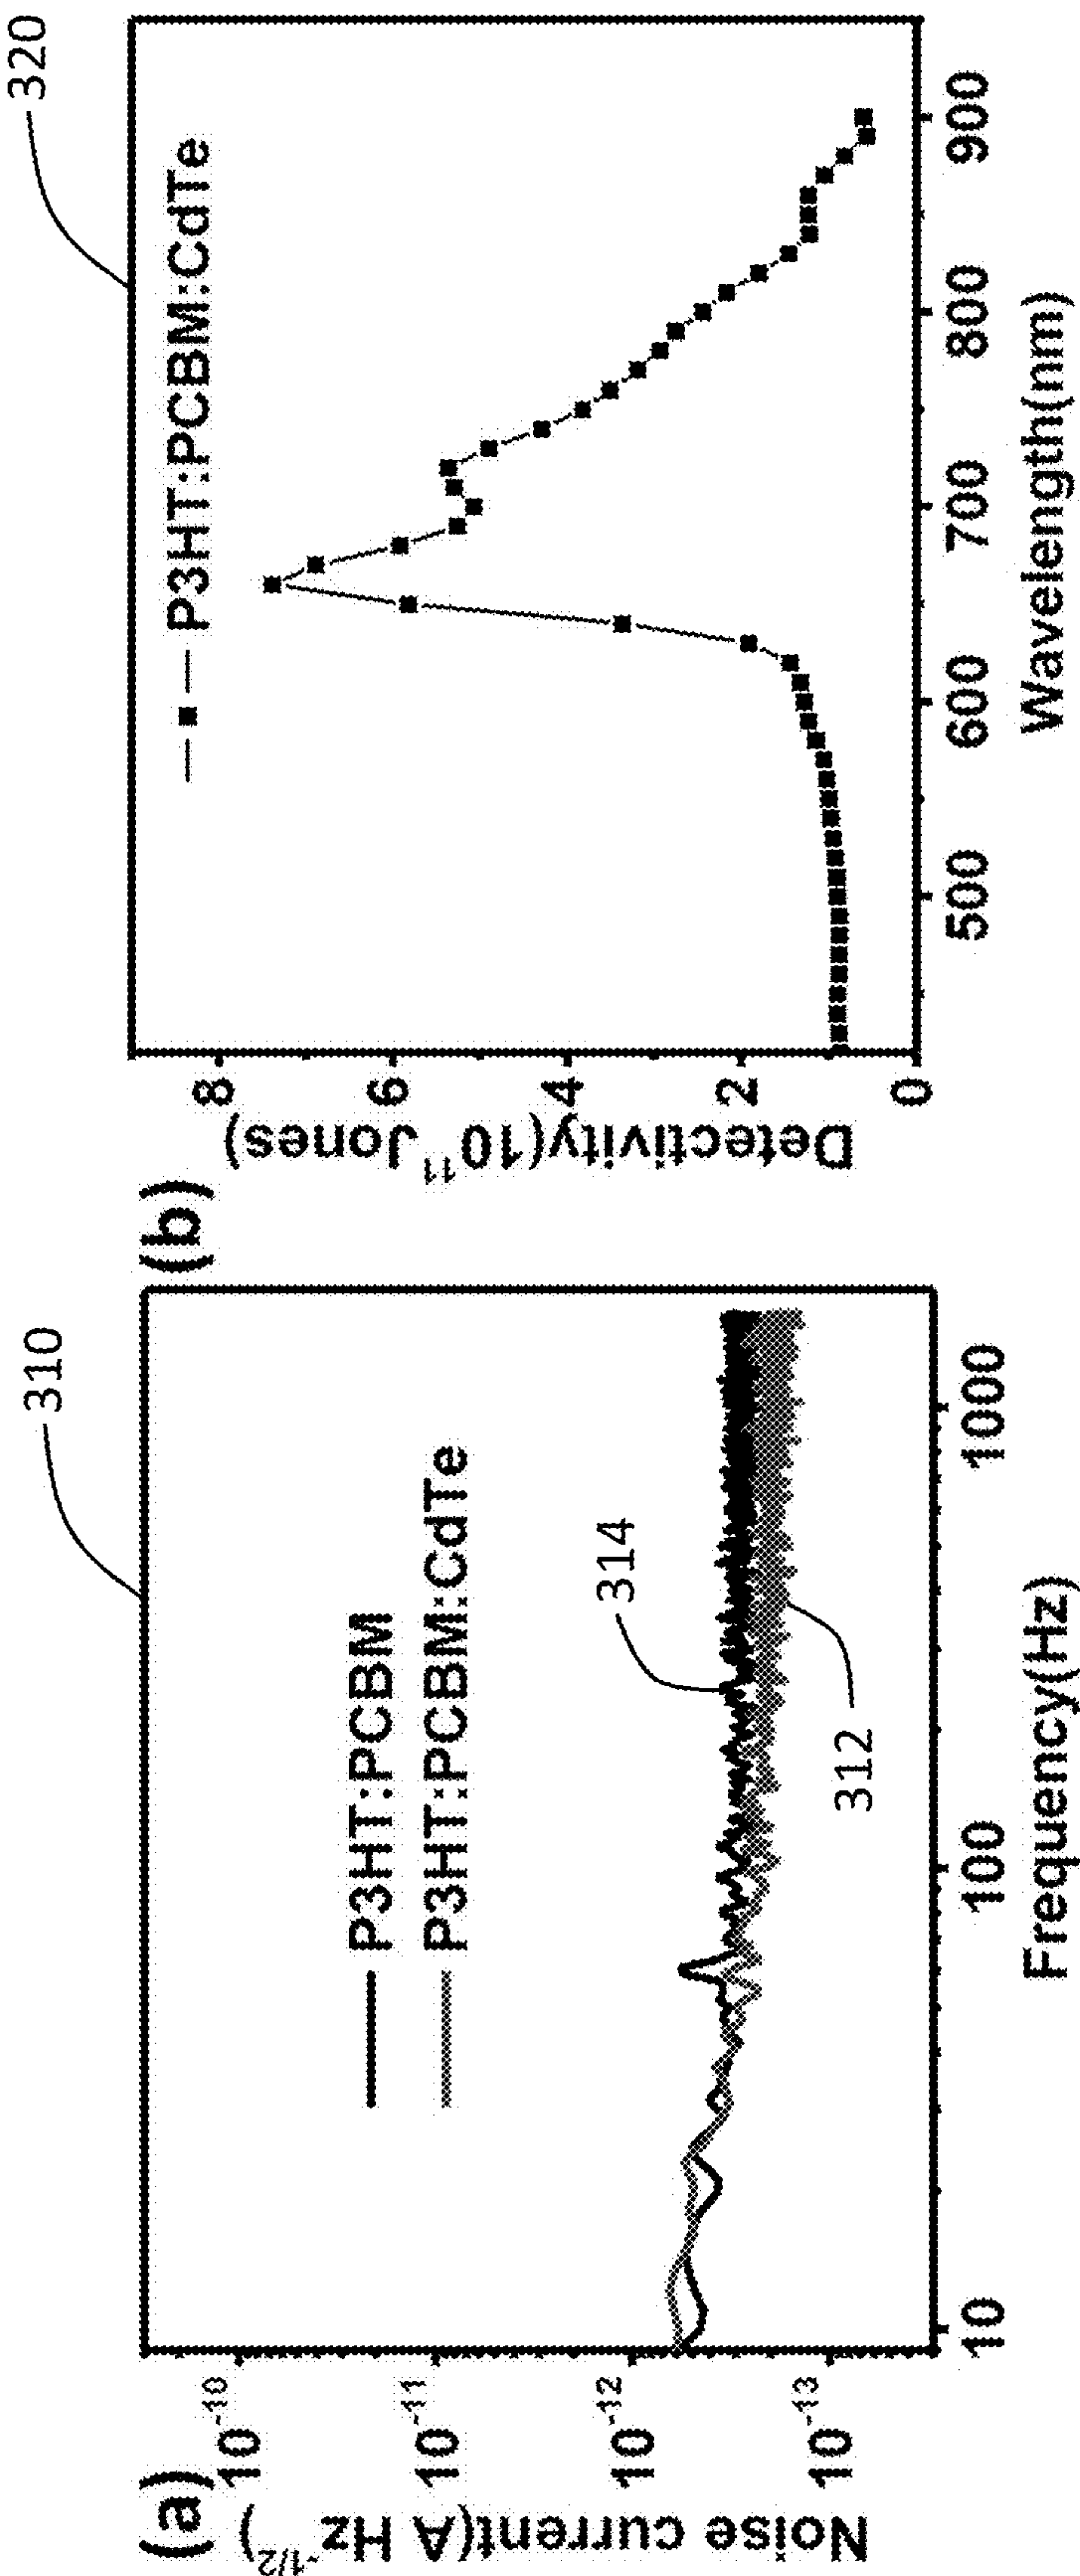 (a)
310
Noise current(A Hz^-1/2)
10^-10
10^-11
10^-12
10^-13
P3HT:PCBM
P3HT:PCBM:CdTe
314
312
10
100
1000
Frequency(Hz)
(b)
320
Detectivity(10^11 Jones)
8
6
4
2
0
P3HT:PCBM:CdTe
500
600
700
800
900
Wavelength(nm)